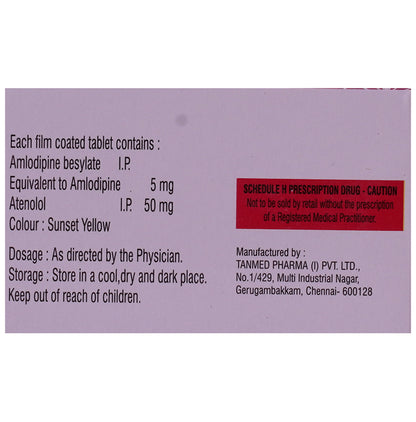 Each film coated tablet contains :
Amlodipine besylate I.P.
Equivalent to Amlodipine 5 mg
Atenolol I.P. 50 mg
Colour : Sunset Yellow
Dosage : As directed by the Physician.
Storage : Store in a cool,dry and dark place.
Keep out of reach of children.
SCHEDULE H PRESCRIPTION DRUG - CAUTION
Not to be sold by retail without the prescription
of a Registered Medical Practitioner.
Manufactured by :
TANMED PHARMA (I) PVT. LTD.,
No.1/429, Multi Industrial Nagar,
Gerugambakkam, Chennai- 600128